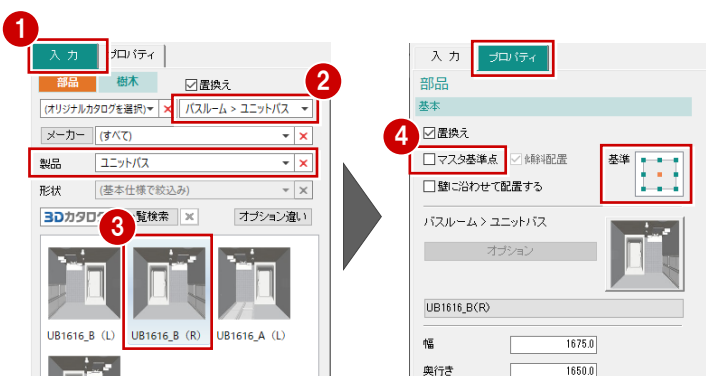 1
入 力
プロパティ
部品
樹木
置換え
2
(オリジナルカタログを選択)
バスルーム > ユニットバス
メーカー
(すべて)
製品
ユニットバス
形状
(基本仕様で絞込み)
3Dカタログ
覧検索
オプション違い
3
UB1616_B (L)
UB1616_B (R)
UB1616_A (L)
入 力
プロパティ
部品
基本
置換え
4
マスタ基準点
傾斜配置
基準
壁に沿わせて配置する
バスルーム > ユニットバス
オプション
UB1616_B(R)
幅
1675.0
奥行き
1650.0